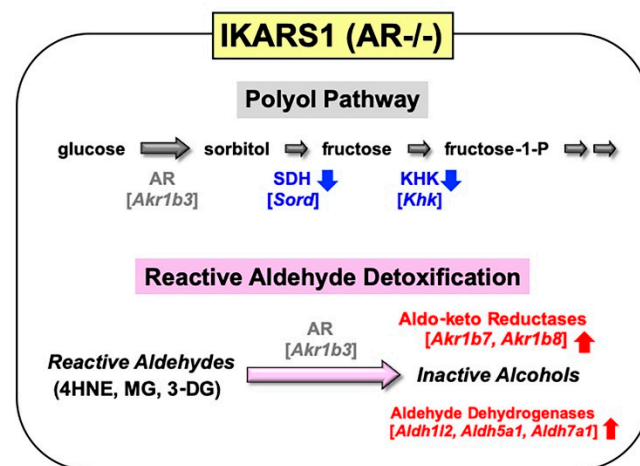 IKARS1 (AR-/-)
Polyol Pathway
glucose sorbitol fructose fructose-1-P
AR SDH KHK
[Akr1b3] [Sord] [Khk]
Reactive Aldehyde Detoxification
AR
[Akr1b3]
Aldo-keto Reductases
[Akr1b7, Akr1b8]
Reactive Aldehydes
(4HNE, MG, 3-DG)
Inactive Alcohols
Aldehyde Dehydrogenases
[Aldh1l2, Aldh5a1, Aldh7a1]